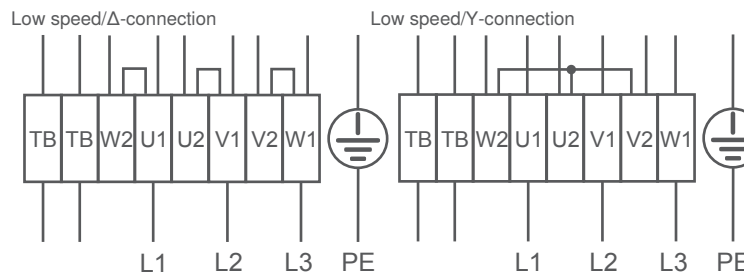 Low speed/Δ-connection
TB TB W2 U1 U2 V1 V2 W1
L1 L2 L3 PE
Low speed/Y-connection
TB TB W2 U1 U2 V1 V2 W1
L1 L2 L3 PE